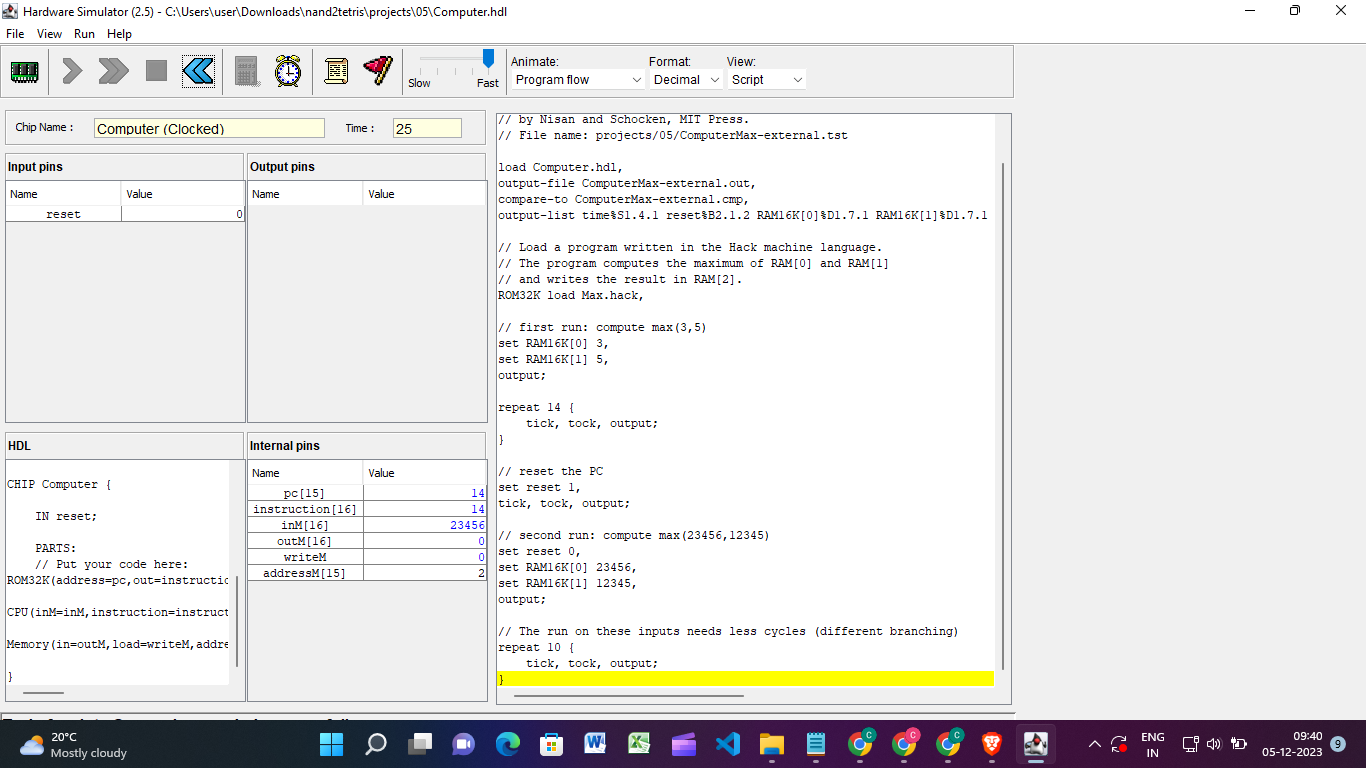 Hardware Simulator (2.5) - C:\Users\user\Downloads\nand2tetris\projects\05\Computer.hdl
File View Run Help
Slow Fast
Animate: Format: View:
Program flow Decimal Script
Chip Name : Computer (Clocked) Time : 25
Input pins
Name Value
reset 0
Output pins
Name Value
HDL
CHIP Computer {
IN reset;
PARTS:
// Put your code here:
ROM32K(address=pc,out=instructio
CPU(inM=inM,instruction=instruct
Memory(in=outM,load=writeM,addre
}
Internal pins
Name Value
pc[15] 14
instruction[16] 14
inM[16] 23456
outM[16] 0
writeM 0
addressM[15] 2
// by Nisan and Schocken, MIT Press.
// File name: projects/05/ComputerMax-external.tst
load Computer.hdl,
output-file ComputerMax-external.out,
compare-to ComputerMax-external.cmp,
output-list time%S1.4.1 reset%B2.1.2 RAM16K[0]%D1.7.1 RAM16K[1]%D1.7.1
// Load a program written in the Hack machine language.
// The program computes the maximum of RAM[0] and RAM[1]
// and writes the result in RAM[2].
ROM32K load Max.hack,
// first run: compute max(3,5)
set RAM16K[0] 3,
set RAM16K[1] 5,
output;
repeat 14 {
tick, tock, output;
}
// reset the PC
set reset 1,
tick, tock, output;
// second run: compute max(23456,12345)
set reset 0,
set RAM16K[0] 23456,
set RAM16K[1] 12345,
output;
// The run on these inputs needs less cycles (different branching)
repeat 10 {
tick, tock, output;
}
20°C
Mostly cloudy
ENG
IN
09:40
05-12-2023
9